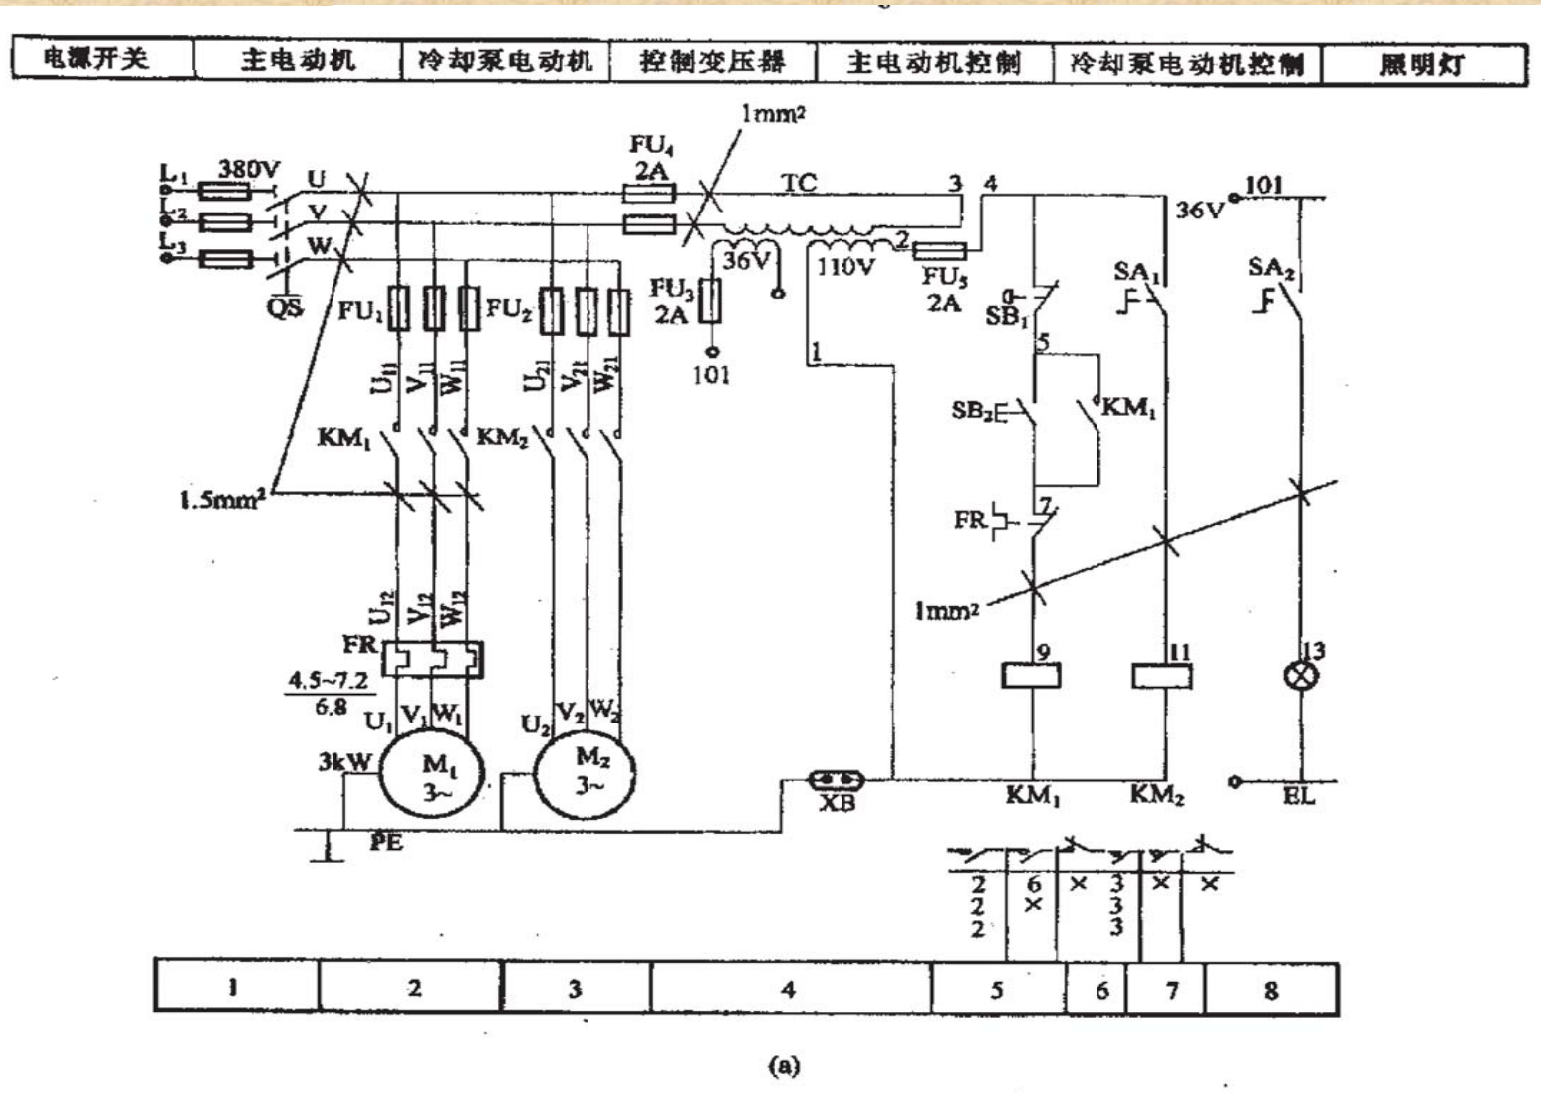 电源开关 主电动机 冷却泵电动机 控制变压器 主电动机控制 冷却泵电动机控制 照明灯
1mm²
FU₄
2A
L₁ 380V U TC 3 4 101
L₂ V 36V
L₃ W 36V 110V 2
QS FU₁ FU₂ FU₃ 2A FU₅ 2A SB₁ SA₁ SA₂
U₁₁ V₁₁ W₁₁ U₂₁ V₂₁ W₂₁ 101 1 5
KM₁ KM₂ SB₂ KM₁
1.5mm² 7
FR
1mm²
U₁₂ V₁₂ W₁₂
FR 9 11 13
4.5~7.2
6.8
U₁ V₁ W₁ U₂ V₂ W₂
3kW M₁ 3~ M₂ 3~
XB KM₁ KM₂ EL
PE
2 6 × 3 × ×
2 × 3
2 3
1 2 3 4 5 6 7 8
(a)